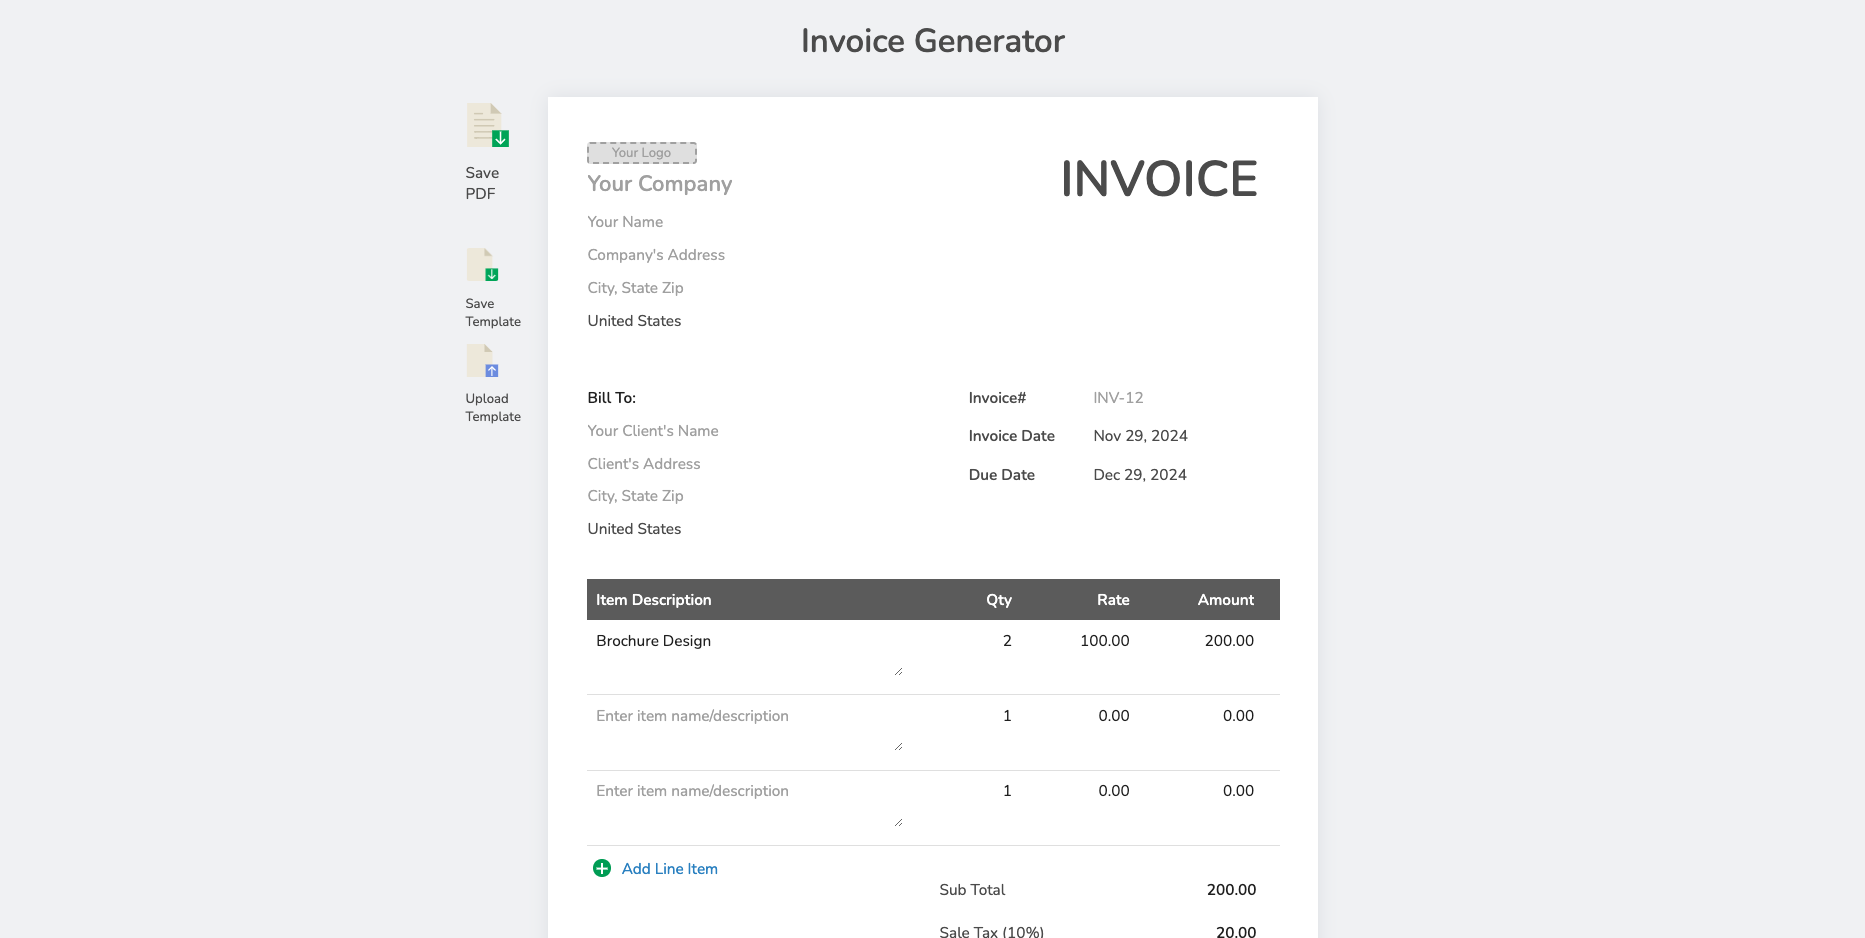 Invoice Generator
Save
PDF
Save
Template
Upload
Template
Your Logo
Your Company
INVOICE
Your Name
Company's Address
City, State Zip
United States
Bill To:
Your Client's Name
Client's Address
City, State Zip
United States
Invoice# INV-12
Invoice Date Nov 29, 2024
Due Date Dec 29, 2024
Item Description Qty Rate Amount
Brochure Design 2 100.00 200.00
Enter item name/description 1 0.00 0.00
Enter item name/description 1 0.00 0.00
Add Line Item
Sub Total 200.00
Sale Tax (10%) 20.00